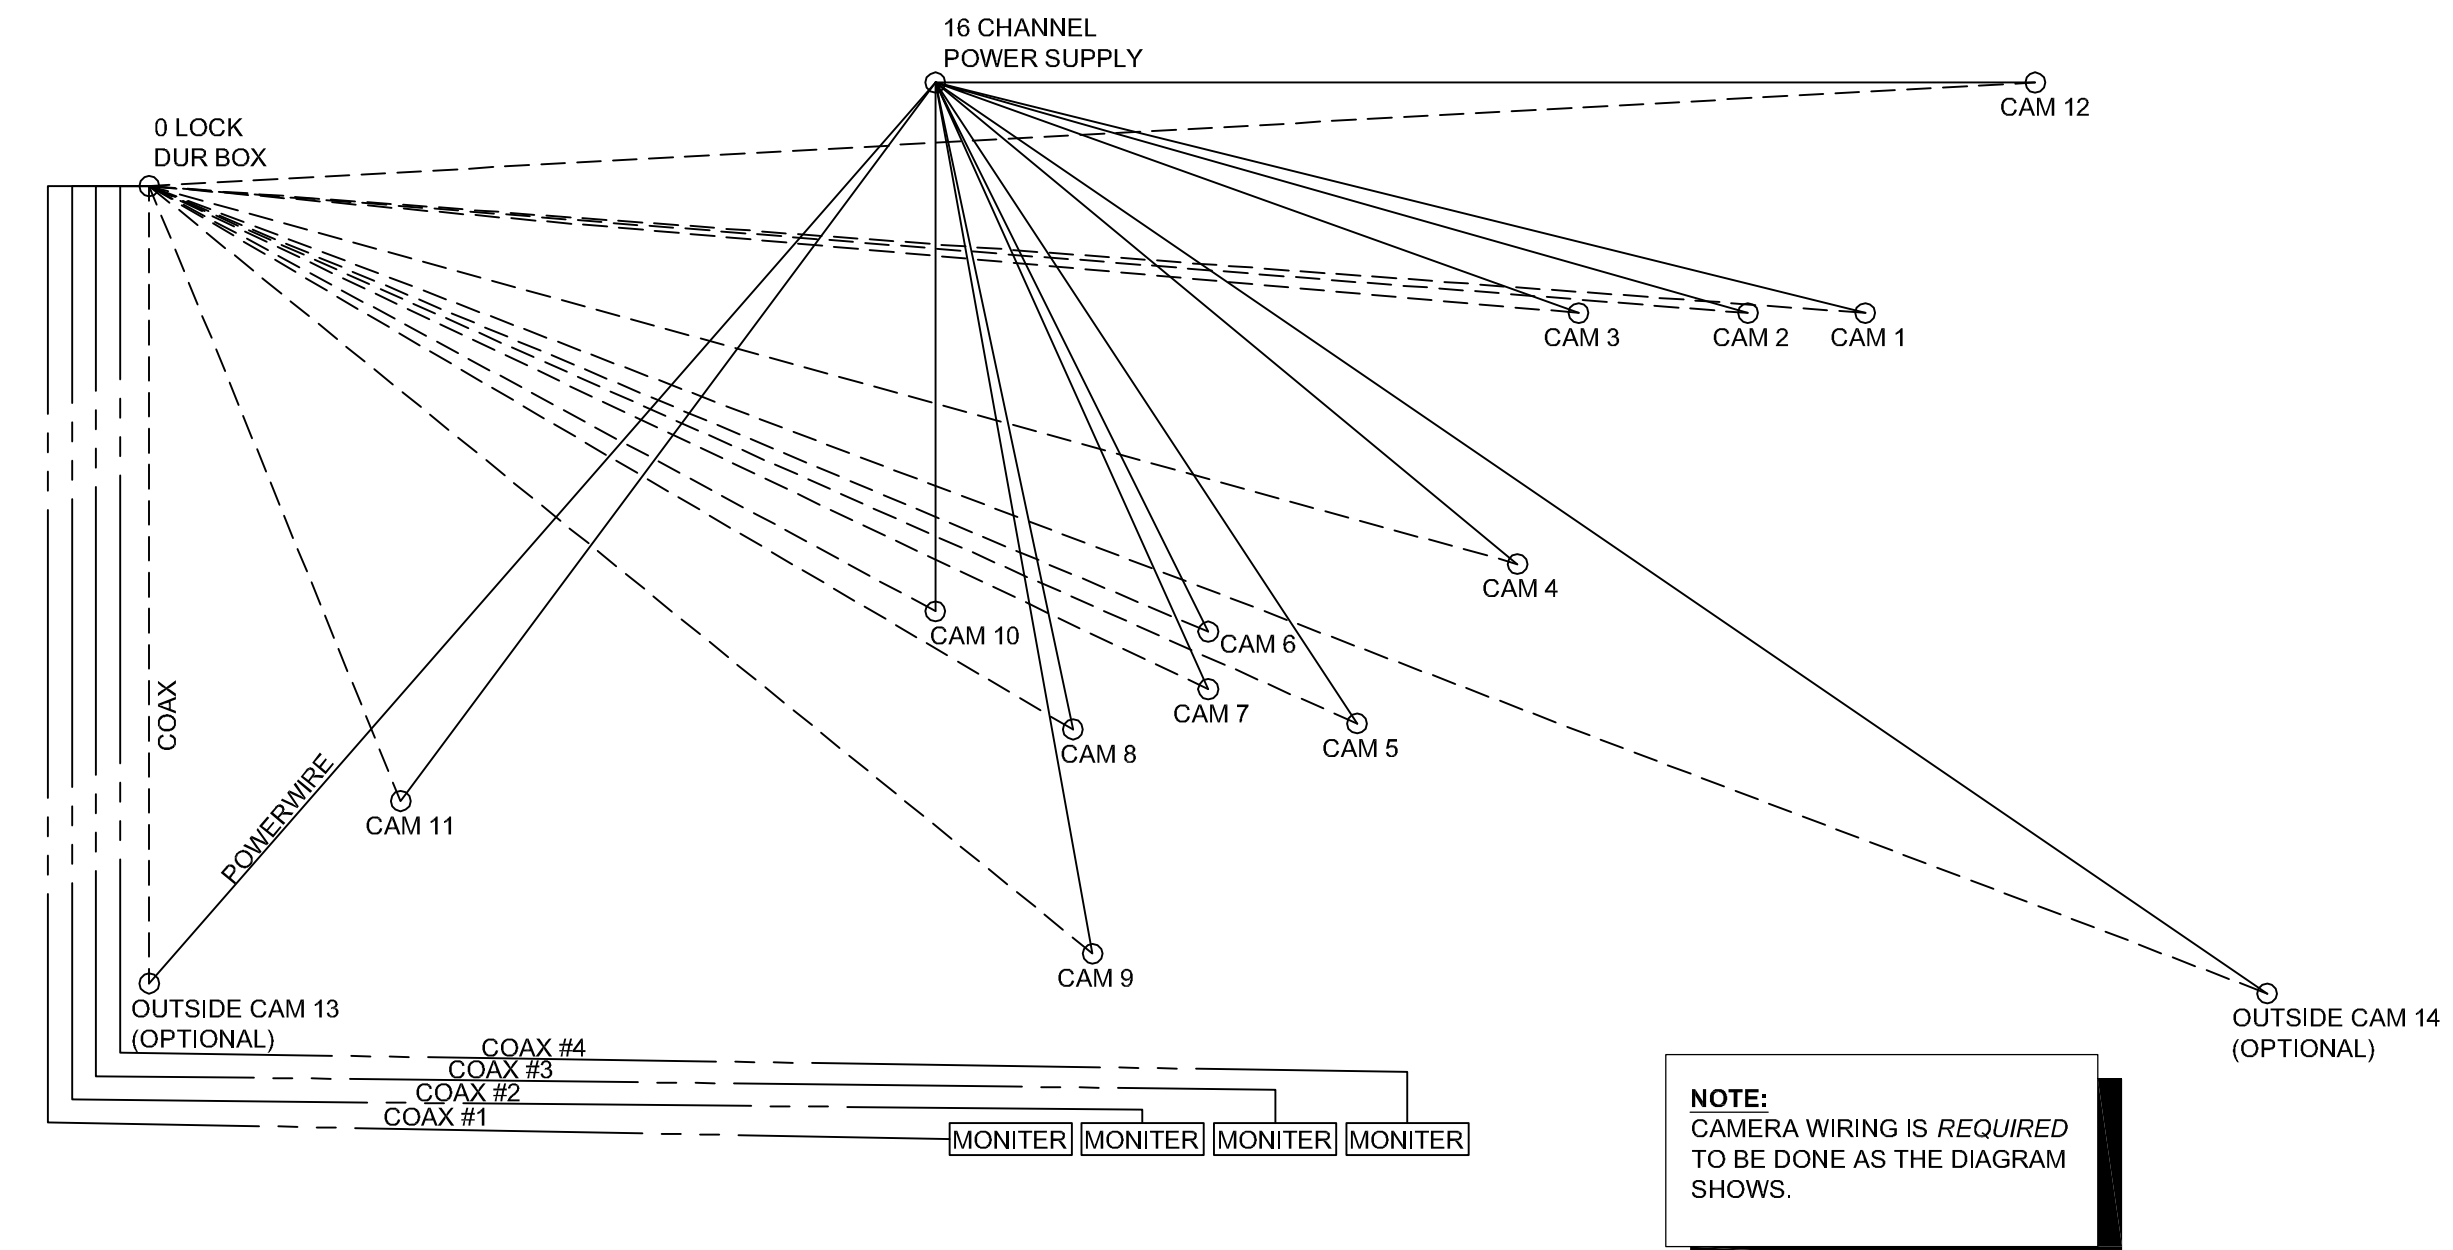 16 CHANNEL
POWER SUPPLY
CAM 12
0 LOCK
DUR BOX
CAM 3
CAM 2
CAM 1
CAM 4
CAM 10
CAM 6
CAM 7
CAM 5
CAM 8
COAX
POWERWIRE
CAM 11
CAM 9
OUTSIDE CAM 13
(OPTIONAL)
OUTSIDE CAM 14
(OPTIONAL)
COAX #4
COAX #3
COAX #2
COAX #1
MONITER
MONITER
MONITER
MONITER
NOTE:
CAMERA WIRING IS REQUIRED
TO BE DONE AS THE DIAGRAM
SHOWS.